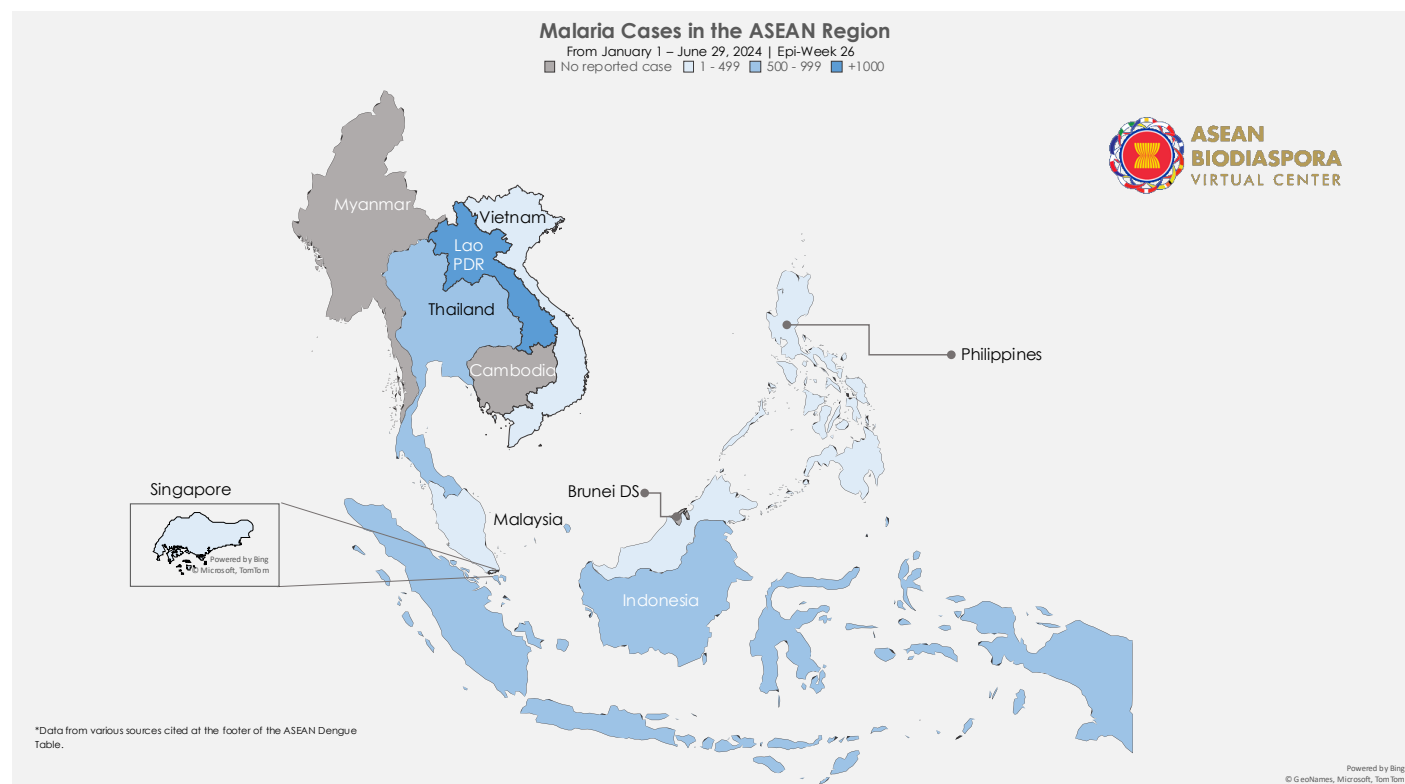 Malaria Cases in the ASEAN Region
From January 1 – June 29, 2024 | Epi-Week 26
No reported case 1 - 499 500 - 999 +1000
ASEAN
BIODIASPORA
VIRTUAL CENTER
Myanmar
Vietnam
Lao
PDR
Thailand
Philippines
Cambodia
Singapore
Brunei DS
Malaysia
Powered by Bing
© Microsoft, TomTom
Indonesia
*Data from various sources cited at the footer of the ASEAN Dengue
Table.
Powered by Bing
© GeoNames, Microsoft, TomTom